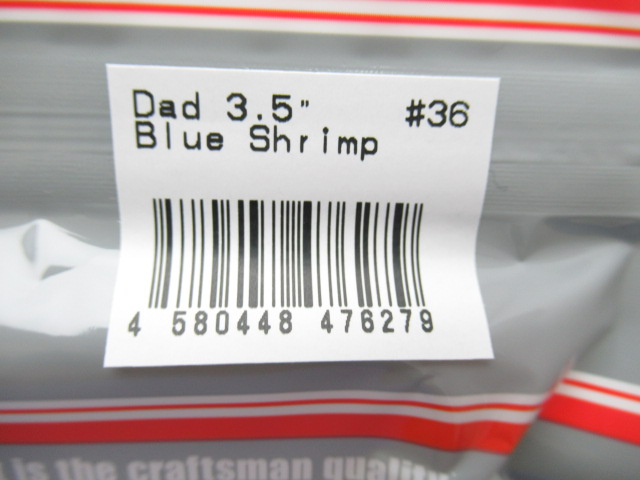 Dad 3.5" #36
Blue Shrimp
4 580448 476279
is the craftsman quality